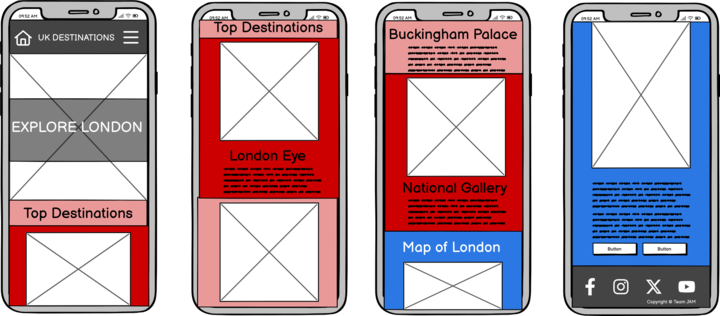 09:52 AM
UK DESTINATIONS
EXPLORE LONDON
Top Destinations
09:52 AM
Top Destinations
London Eye
09:52 AM
Buckingham Palace
National Gallery
Map of London
09:52 AM
Button Button
Copyright © Team JAM